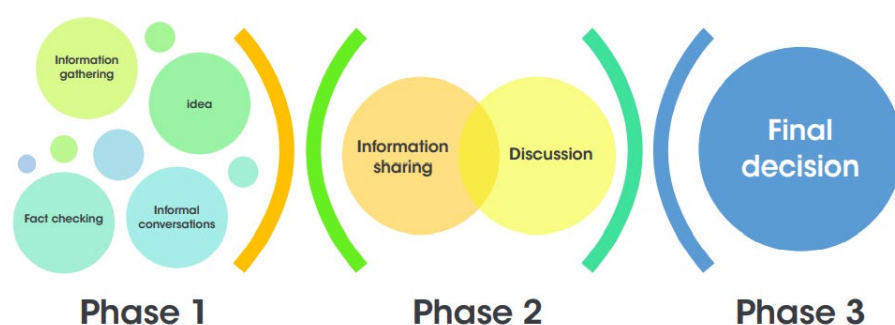 Information
gathering
idea
Fact checking
Informal
conversations
Phase 1
Information
sharing
Discussion
Phase 2
Final
decision
Phase 3